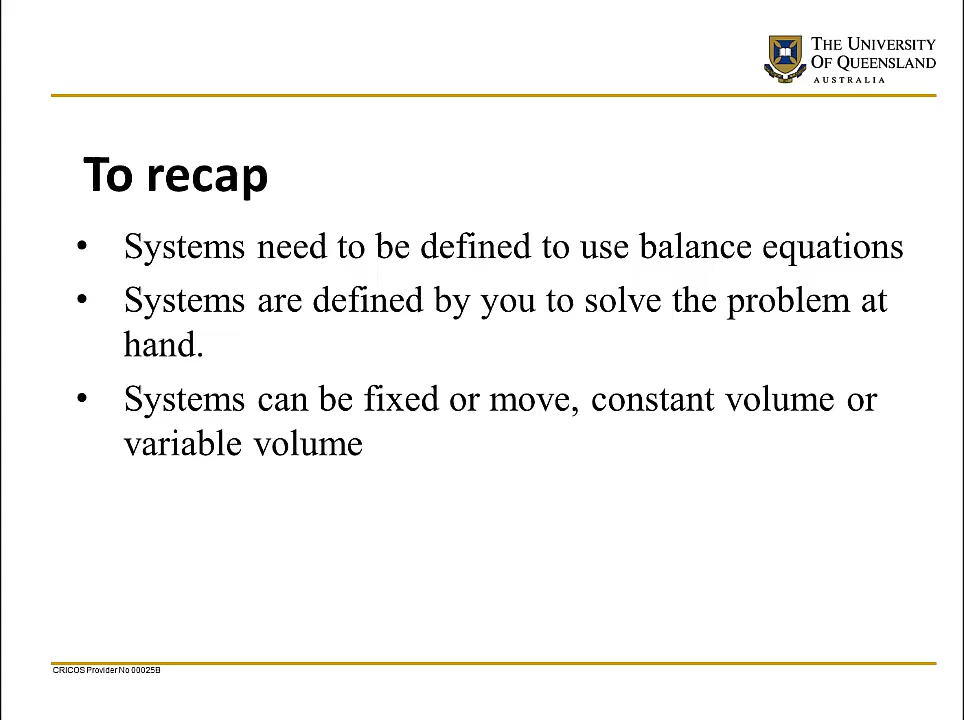 THE UNIVERSITY
OF QUEENSLAND
AUSTRALIA
To recap
• Systems need to be defined to use balance equations
• Systems are defined by you to solve the problem at
hand.
• Systems can be fixed or move, constant volume or
variable volume
CRICOS Provider No 00025B